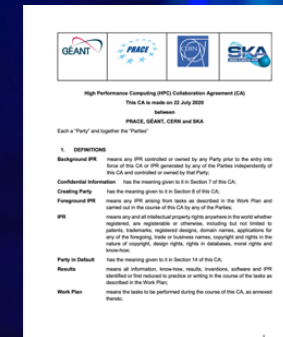 GÉANT
PRACE
CERN
SKA
High Performance Computing (HPC) Collaboration Agreement (CA)
This CA is made on 22 July 2020
between
PRACE, GÉANT, CERN and SKA
Each a "Party" and together the "Parties"
1. DEFINITIONS
Background IPR means any IPR controlled or owned by any Party prior to the entry into
force of this CA or IPR generated by any of the Parties independently of
this CA and controlled or owned by that Party;
Confidential Information has the meaning given to it in Section 7 of this CA;
Creating Party has the meaning given to it in Section 8 of this CA;
Foreground IPR means any IPR arising from tasks as described in the Work Plan and
carried out in the course of this CA by any of the Parties;
IPR means any and all intellectual property rights anywhere in the world whether
registered, are registerable or otherwise, including but not limited to
patents, trademarks, registered designs, domain names, applications for
any of the foregoing, trade or business names, copyright and rights in the
nature of copyright, design rights, rights in databases, moral rights and
know-how;
Party in Default has the meaning given to it in Section 14 of this CA;
Results means all information, know-how, results, inventions, software and IPR
identified or first reduced to practice or writing in the course of the tasks as
described in the Work Plan;
Work Plan means the tasks to be performed during the course of this CA, as annexed
thereto.